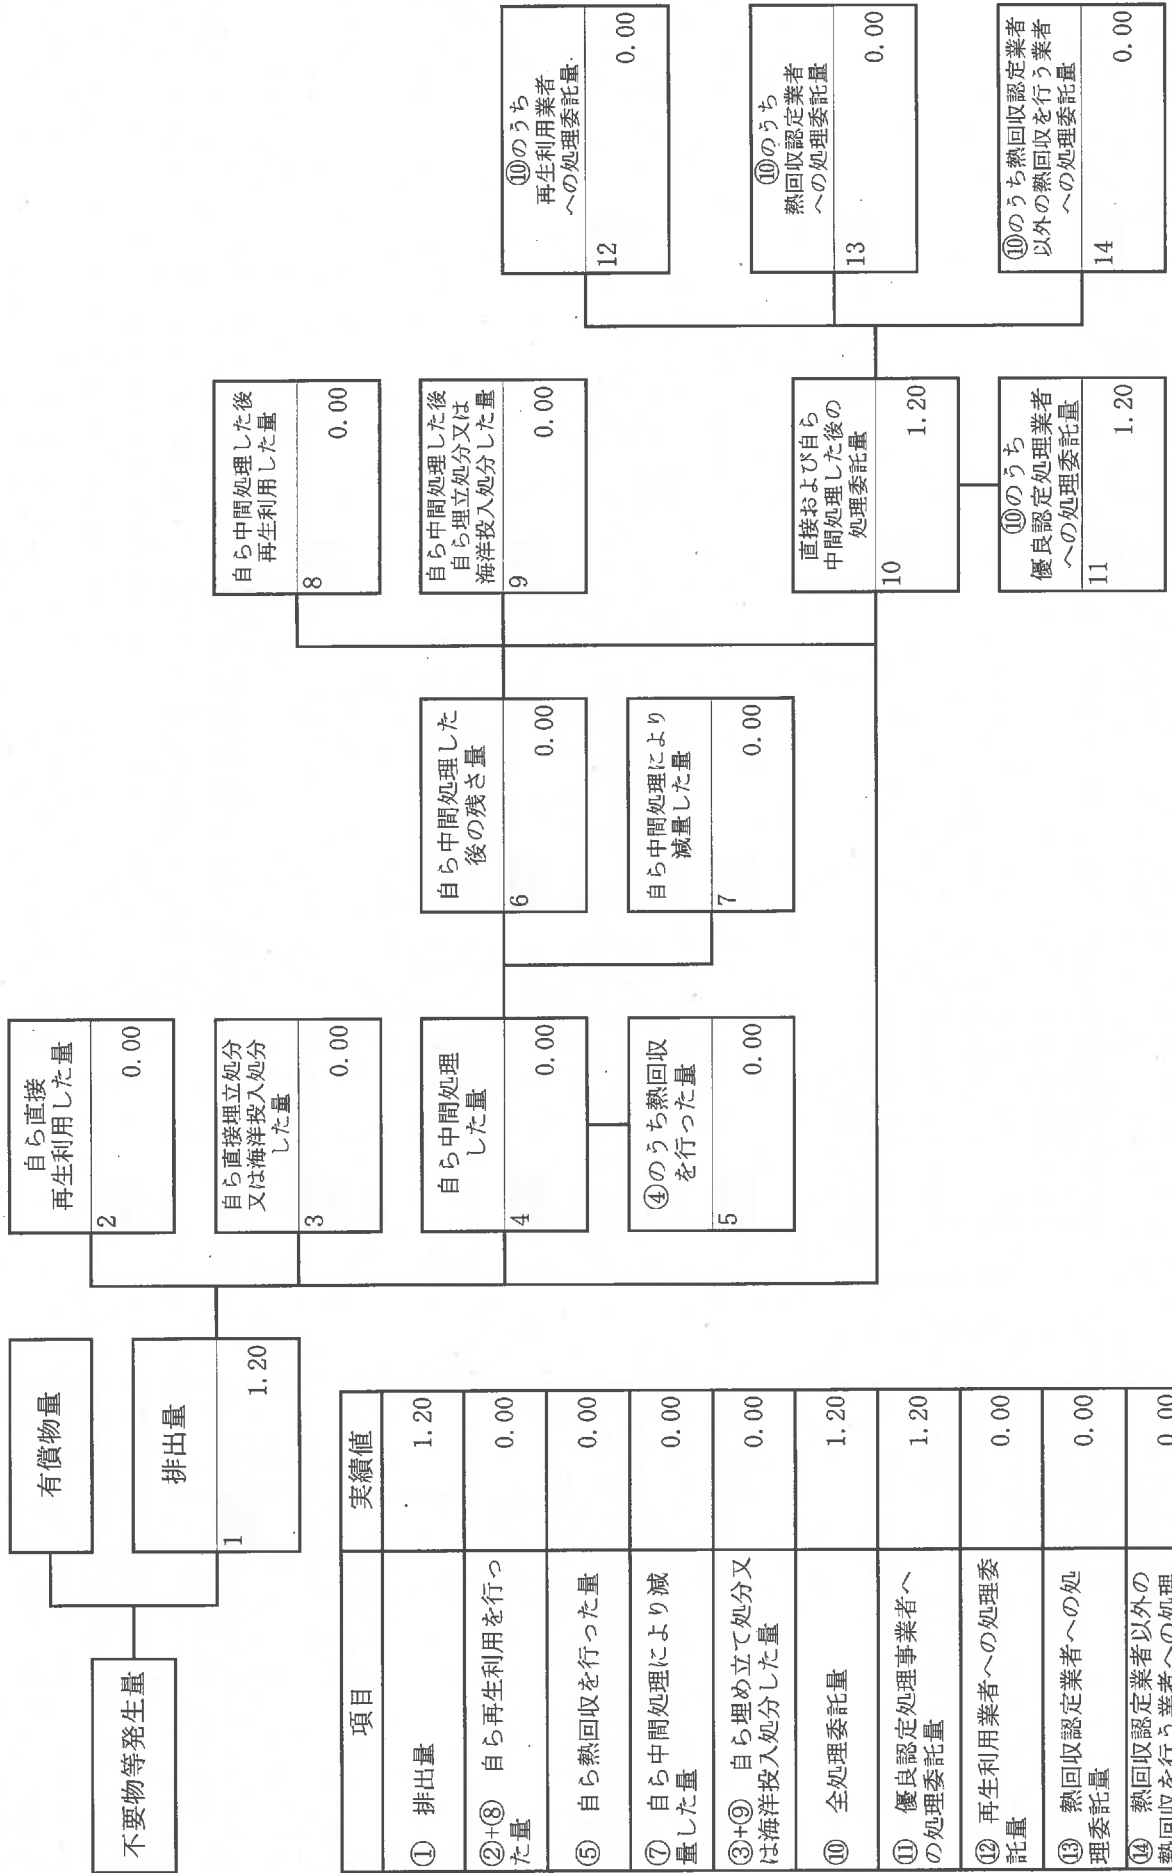 不要物等発生量
有償物量
排出量
1
1.20
自ら直接
再生利用した量
2
0.00
自ら直接埋立処分
又は海洋投入処分
した量
3
0.00
自ら中間処理
した量
4
0.00
④のうち熱回収
を行った量
5
0.00
自ら中間処理した
後の残さ量
6
0.00
自ら中間処理により
減量した量
7
0.00
自ら中間処理した後
再生利用した量
8
0.00
自ら中間処理した後
自ら埋立処分又は
海洋投入処分した量
9
0.00
直接および自ら
中間処理した後の
処理委託量
10
1.20
⑩のうち
優良認定処理業者
への処理委託量
11
1.20
⑩のうち
再生利用業者
への処理委託量
12
0.00
⑩のうち
熱回収認定業者
への処理委託量
13
0.00
⑩のうち熱回収認定業者
以外の熱回収を行う業者
への処理委託量
14
0.00
項目 実績値
① 排出量 1.20
②+⑧ 自ら再生利用を行っ
た量 0.00
⑤ 自ら熱回収を行った量 0.00
⑦ 自ら中間処理により減
量した量 0.00
③+⑨ 自ら埋め立て処分又
は海洋投入処分した量 0.00
⑩ 全処理委託量 1.20
⑪ 優良認定処理事業者へ
の処理委託量 1.20
⑫ 再生利用業者への処理委
託量 0.00
⑬ 熱回収認定業者への処
理委託量 0.00
⑭ 熱回収認定業者以外の
熱回収を行う業者への処理 0.00